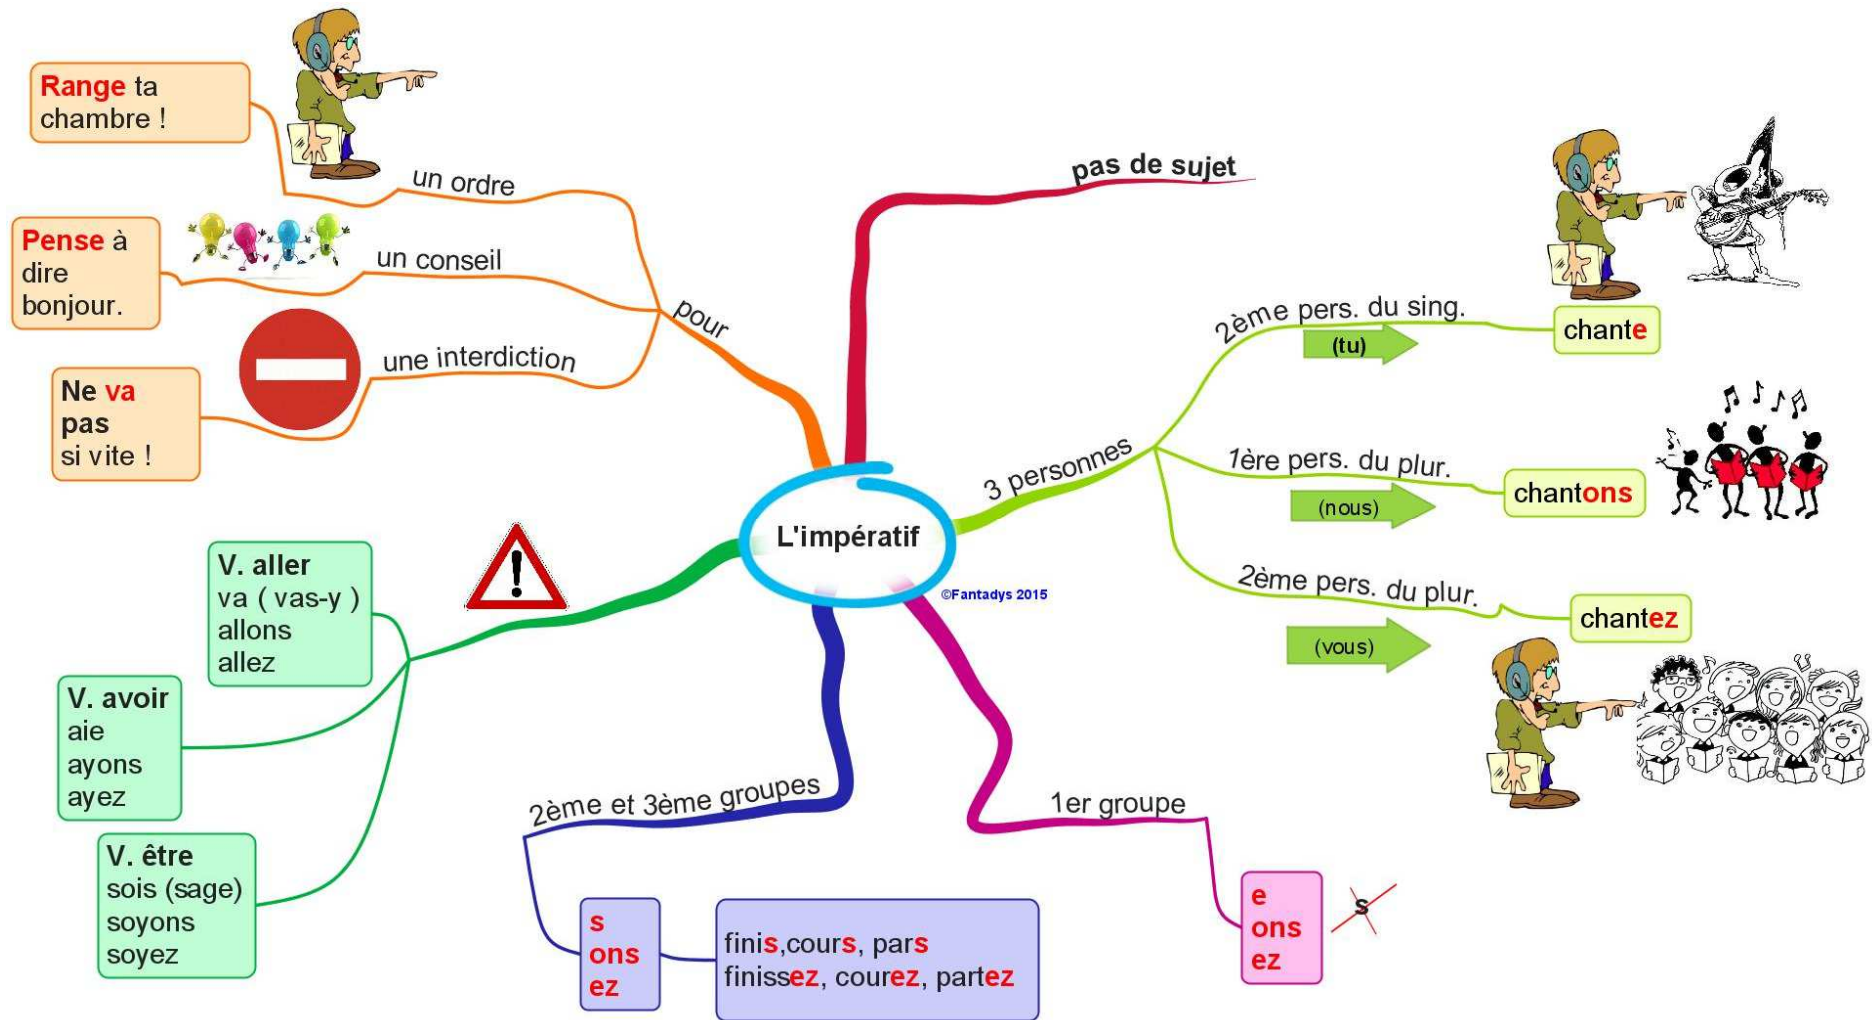 L'impératif
©Fantadys 2015
pas de sujet
3 personnes
2ème pers. du sing.
(tu)
chante
1ère pers. du plur.
(nous)
chantons
2ème pers. du plur.
(vous)
chantez
1er groupe
e
ons
ez
s
2ème et 3ème groupes
s
ons
ez
finis,cours, pars
finissez, courez, partez
V. aller
va ( vas-y )
allons
allez
V. avoir
aie
ayons
ayez
V. être
sois (sage)
soyons
soyez
pour
un ordre
Range ta
chambre !
un conseil
Pense à
dire
bonjour.
une interdiction
Ne va
pas
si vite !